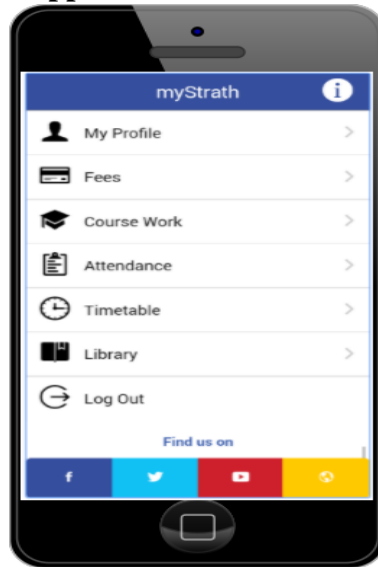 myStrath
My Profile
Fees
Course Work
Attendance
Timetable
Library
Log Out
Find us on